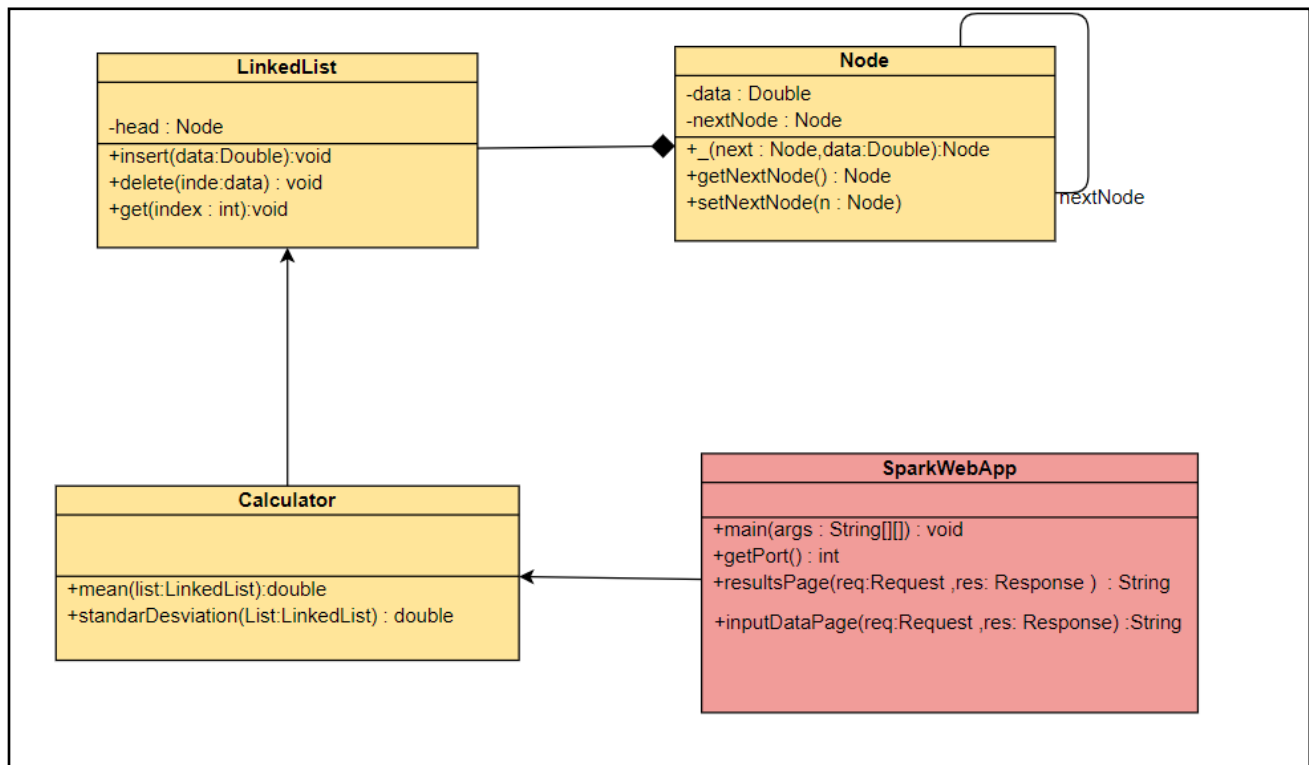 LinkedList
-head : Node
+insert(data:Double):void
+delete(inde:data) : void
+get(index : int):void
Node
-data : Double
-nextNode : Node
+_(next : Node,data:Double):Node
+getNextNode() : Node
+setNextNode(n : Node)
nextNode
Calculator
+mean(list:LinkedList):double
+standarDesviation(List:LinkedList) : double
SparkWebApp
+main(args : String[][]) : void
+getPort() : int
+resultsPage(req:Request ,res: Response ) : String
+inputDataPage(req:Request ,res: Response) :String